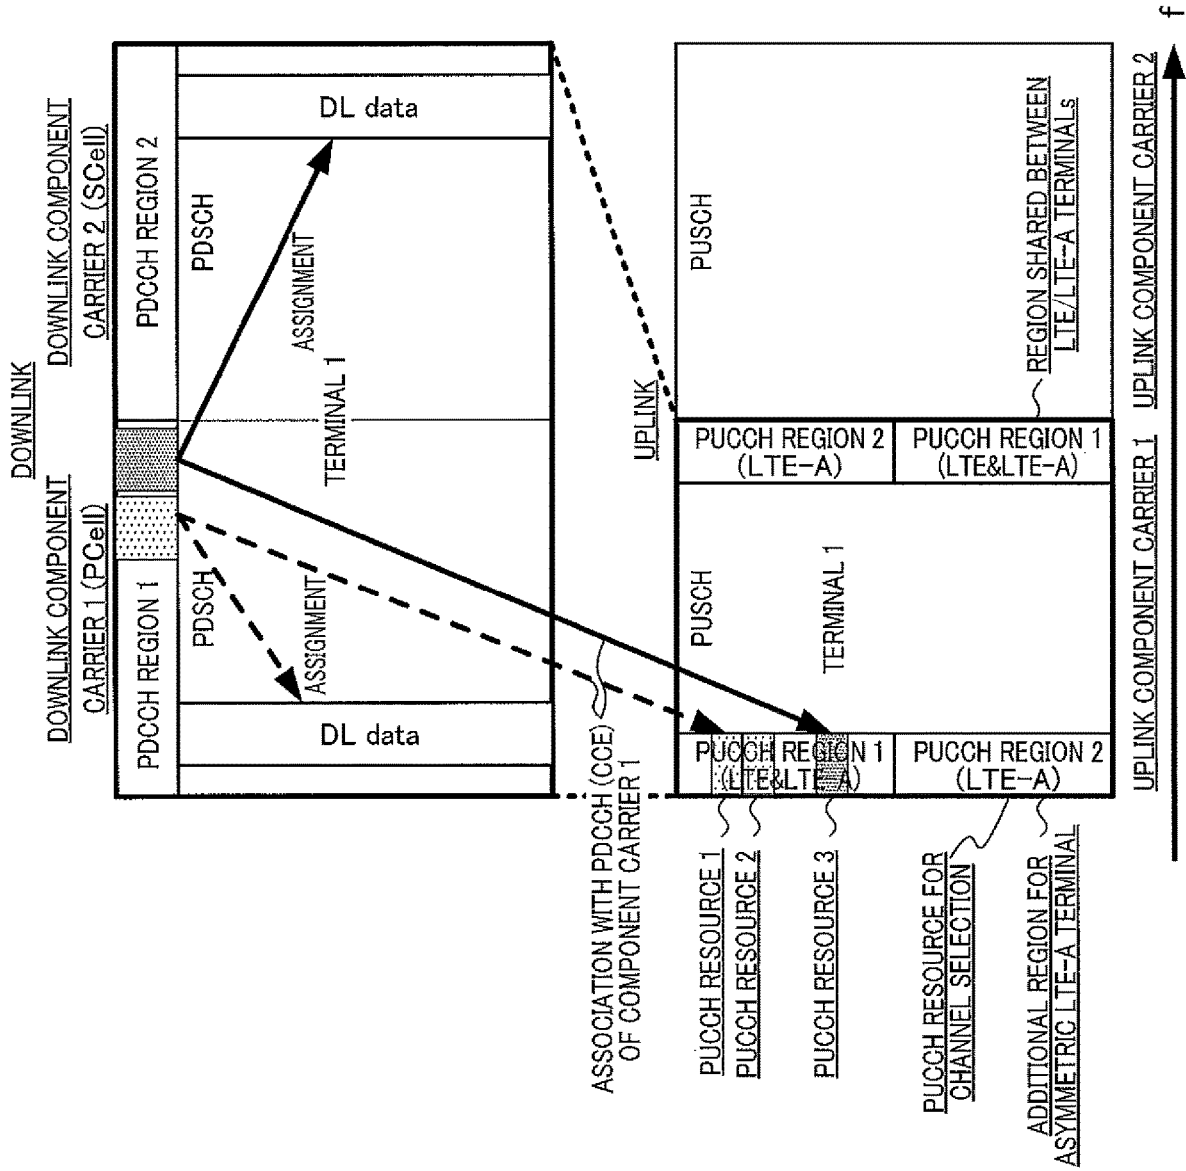 DOWNLINK
DOWNLINK COMPONENT
CARRIER 1 (PCell)
DOWNLINK COMPONENT
CARRIER 2 (SCell)
PDCCH REGION 1
PDCCH REGION 2
PDSCH
PDSCH
DL data
DL data
ASSIGNMENT
ASSIGNMENT
TERMINAL 1
ASSOCIATION WITH PDCCH (CCE)
OF COMPONENT CARRIER 1
UPLINK
PUCCH REGION 1
(LTE&LTE-A)
PUSCH
PUCCH REGION 2
(LTE-A)
PUSCH
TERMINAL 1
PUCCH REGION 2
(LTE-A)
PUCCH REGION 1
(LTE&LTE-A)
PUCCH RESOURCE 1
PUCCH RESOURCE 2
PUCCH RESOURCE 3
PUCCH RESOURCE FOR
CHANNEL SELECTION
ADDITIONAL REGION FOR
ASYMMETRIC LTE-A TERMINAL
REGION SHARED BETWEEN
LTE/LTE-A TERMINALs
UPLINK COMPONENT CARRIER 1
UPLINK COMPONENT CARRIER 2
f